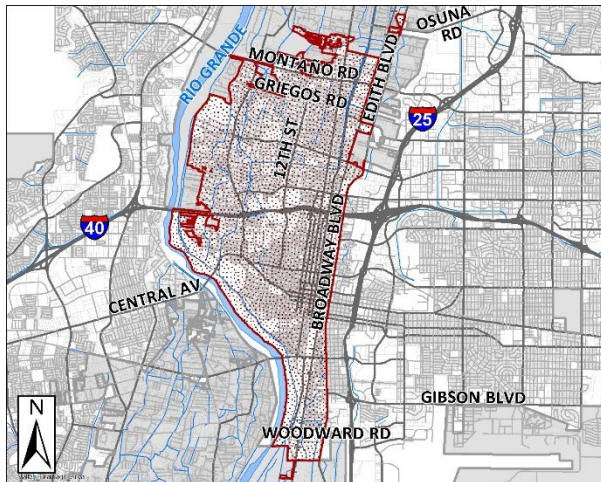 OSUNA
RD
RIO GRANDE
MONTAÑO RD
EDITH BLVD
GRIEGOS RD
12TH ST
25
40
BROADWAY BLVD
CENTRAL AV
GIBSON BLVD
N
WOODWARD RD